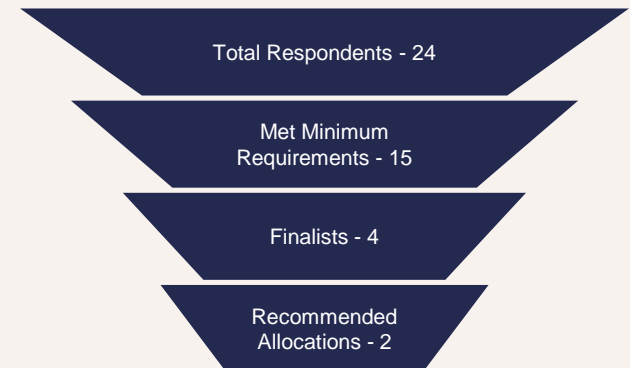 Total Respondents - 24
Met Minimum
Requirements - 15
Finalists - 4
Recommended
Allocations - 2